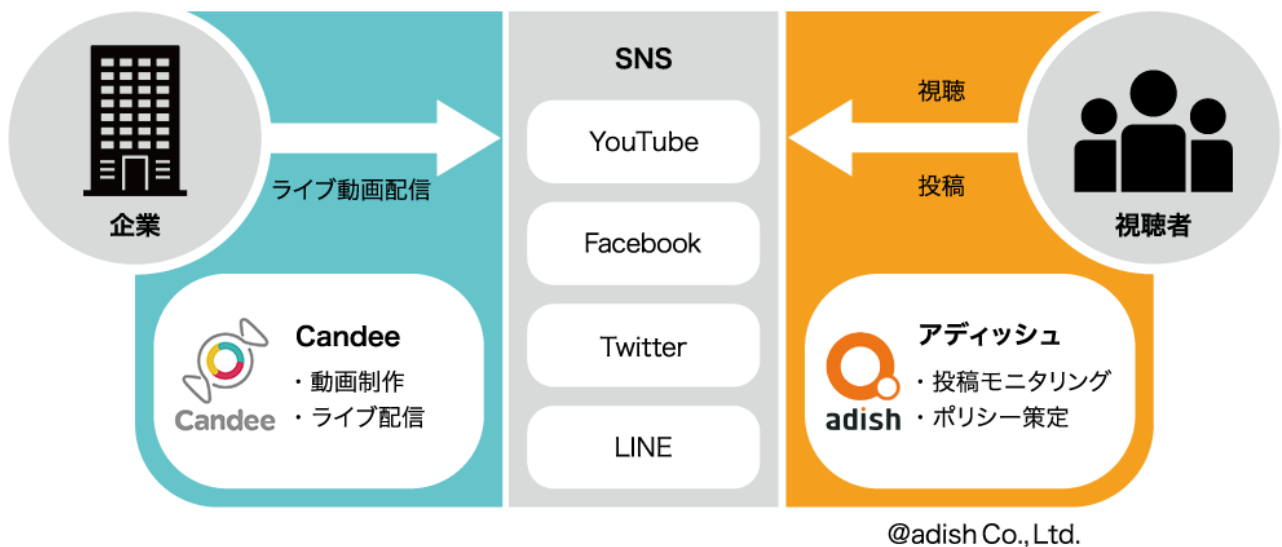 企業
ライブ動画配信
Candee
Candee
・動画制作
・ライブ配信
SNS
YouTube
Facebook
Twitter
LINE
視聴
投稿
視聴者
adish
アディッシュ
・投稿モニタリング
・ポリシー策定
@adish Co., Ltd.